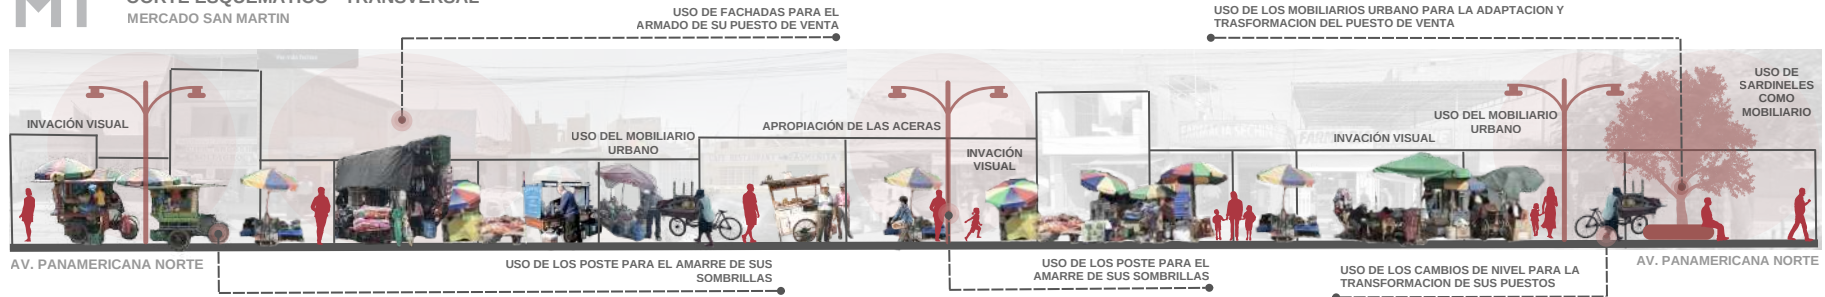 MT
CORTE ESQUEMÁTICO - TRANSVERSAL
MERCADO SAN MARTIN
USO DE FACHADAS PARA EL
ARMADO DE SU PUESTO DE VENTA
USO DE LOS MOBILIARIOS URBANO PARA LA ADAPTACION Y
TRASFORMACION DEL PUESTO DE VENTA
INVACIÓN VISUAL
USO DEL MOBILIARIO
URBANO
APROPIACIÓN DE LAS ACERAS
INVACIÓN
VISUAL
INVACIÓN VISUAL
USO DEL MOBILIARIO
URBANO
USO DE
SARDINELES
COMO
MOBILIARIO
AV. PANAMERICANA NORTE
USO DE LOS POSTE PARA EL AMARRE DE SUS
SOMBRILLAS
USO DE LOS POSTE PARA EL
AMARRE DE SUS SOMBRILLAS
USO DE LOS CAMBIOS DE NIVEL PARA LA
TRANSFORMACION DE SUS PUESTOS
AV. PANAMERICANA NORTE